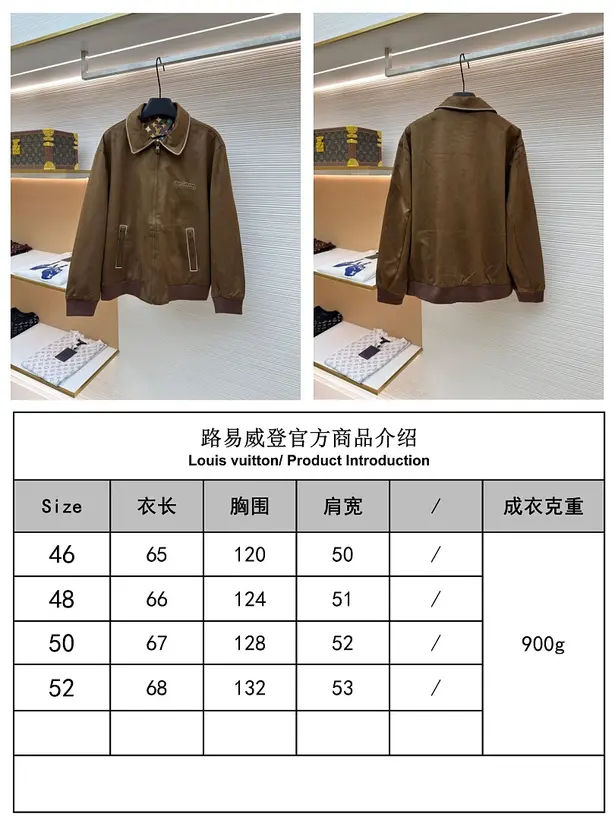 路易威登官方商品介绍
Louis vuitton/ Product Introduction
Size 衣长 胸围 肩宽 / 成衣克重
46 65 120 50 /
48 66 124 51 /
50 67 128 52 / 900g
52 68 132 53 /